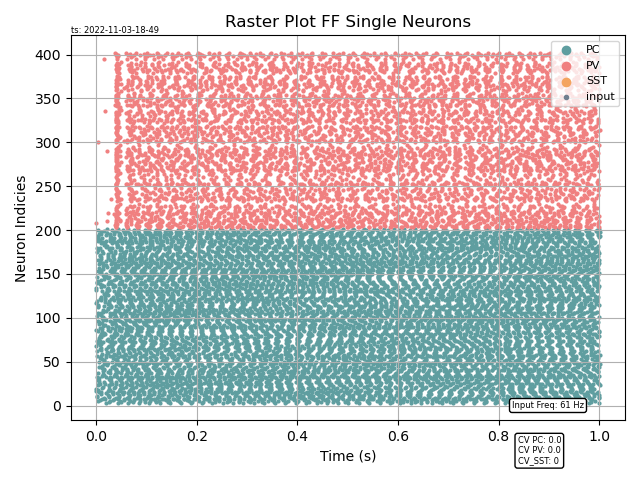 Raster Plot FF Single Neurons
ts: 2022-11-03-18-49
PC
PV
SST
input
Neuron Indicies
400
350
300
250
200
150
100
50
0
Input Freq: 61 Hz
0.0 0.2 0.4 0.6 0.8 1.0
Time (s)
CV PC: 0.0
CV PV: 0.0
CV_SST: 0